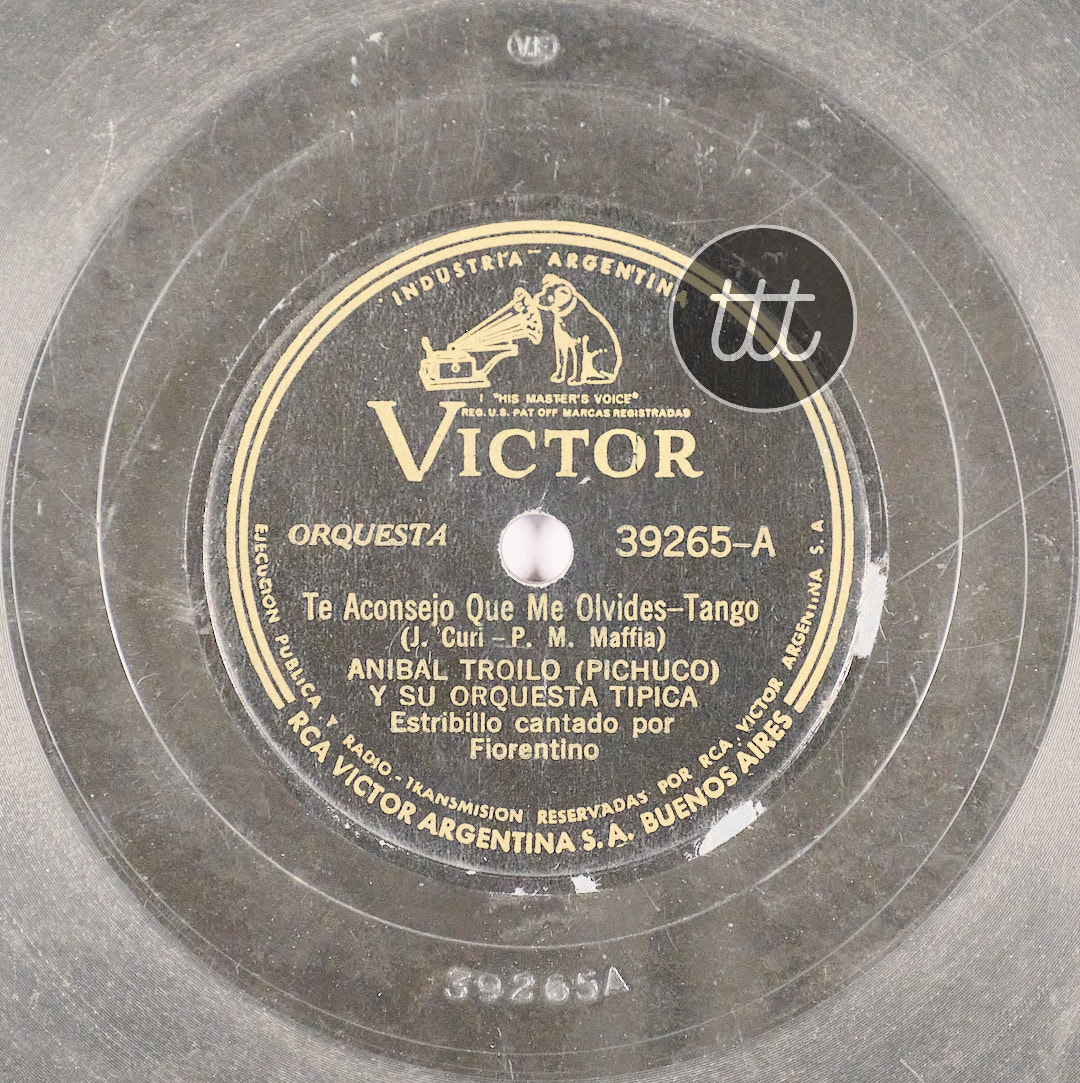 V.E
INDUSTRIA - ARGENTINA
ttt
"HIS MASTER'S VOICE"
REG. U.S. PAT OFF MARCAS REGISTRADAS
VICTOR
ORQUESTA
39265-A
Te Aconsejo Que Me Olvides-Tango
(J. Curi - P. M. Maffia)
ANIBAL TROILO (PICHUCO)
Y SU ORQUESTA TIPICA
Estribillo cantado por
Fiorentino
EJECUCION PUBLICA Y RADIO-TRANSMISION RESERVADAS POR RCA VICTOR ARGENTINA S. A.
RCA VICTOR ARGENTINA S. A. BUENOS AIRES
39265A